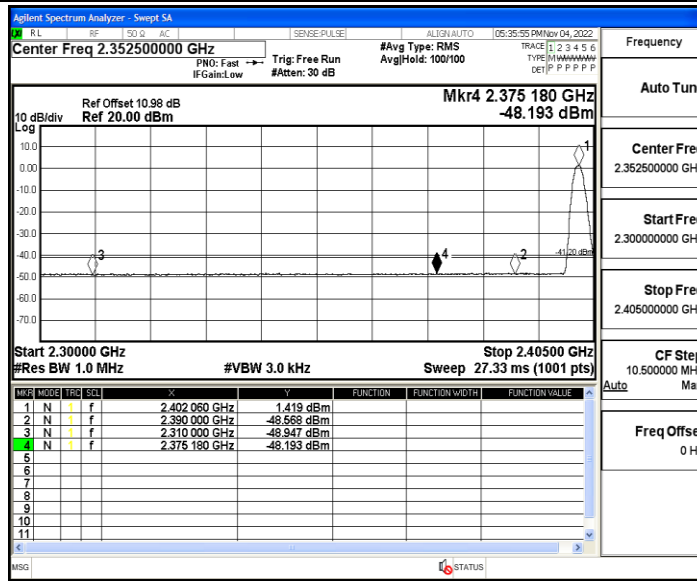 Agilent Spectrum Analyzer - Swept SA
RL RF 50 Ω AC SENSE:PULSE ALIGN AUTO 05:35:55 PM Nov 04, 2022
Center Freq 2.352500000 GHz
PNO: Fast
IFGain:Low
Trig: Free Run
#Atten: 30 dB
#Avg Type: RMS
Avg|Hold: 100/100
TRACE 1 2 3 4 5 6
TYPE M WWWWW
DET P P P P P P
Ref Offset 10.98 dB
10 dB/div Ref 20.00 dBm
Log
Mkr4 2.375 180 GHz
-48.193 dBm
10.0
0.00
-10.0
-20.0
-30.0
-40.0
-50.0
-60.0
-70.0
1
2
3
4
-41.20 dBm
Start 2.30000 GHz Stop 2.40500 GHz
#Res BW 1.0 MHz #VBW 3.0 kHz Sweep 27.33 ms (1001 pts)
MKR MODE TRC SCL X Y FUNCTION FUNCTION WIDTH FUNCTION VALUE
1 N 1 f 2.402 060 GHz 1.419 dBm
2 N 1 f 2.390 000 GHz -48.568 dBm
3 N 1 f 2.310 000 GHz -48.947 dBm
4 N 1 f 2.375 180 GHz -48.193 dBm
5
6
7
8
9
10
11
MSG STATUS
Frequency
Auto Tun
Center Fre
2.352500000 GH
Start Fre
2.300000000 GH
Stop Fre
2.405000000 GH
CF Step
10.500000 MH
Auto Ma
Freq Offse
0 H